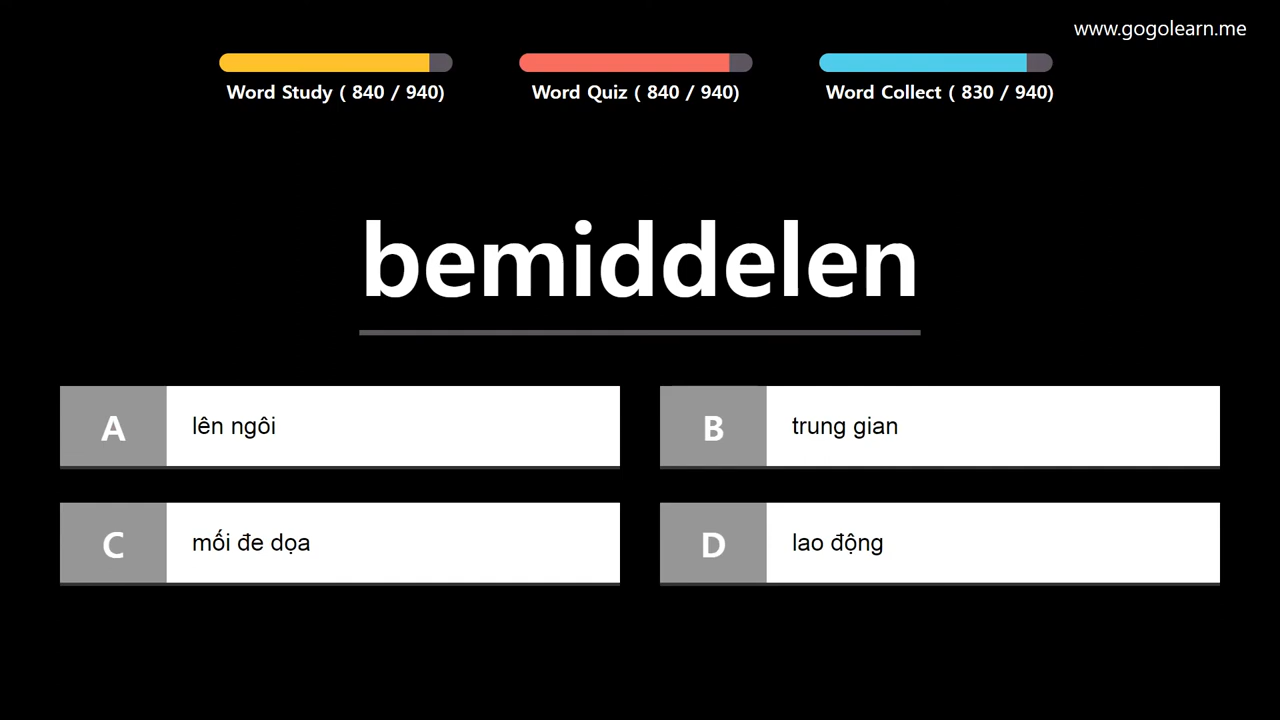 www.gogolearn.me
Word Study ( 840 / 940)
Word Quiz ( 840 / 940)
Word Collect ( 830 / 940)
bemiddelen
A lên ngôi
B trung gian
C mối đe dọa
D lao động